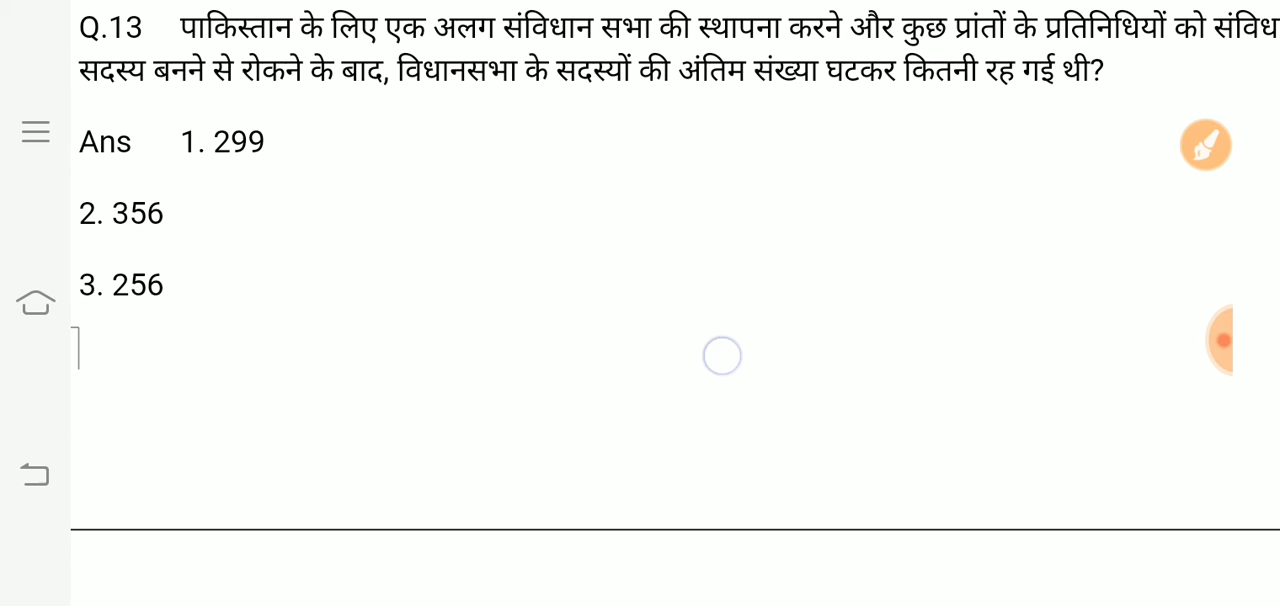 Q.13 पाकिस्तान के लिए एक अलग संविधान सभा की स्थापना करने और कुछ प्रांतों के प्रतिनिधियों को
सदस्य बनने से रोकने के बाद, विधानसभा के सदस्यों की अंतिम संख्या घटकर कितनी रह गई थी?
Ans 1. 299
2. 356
3. 256